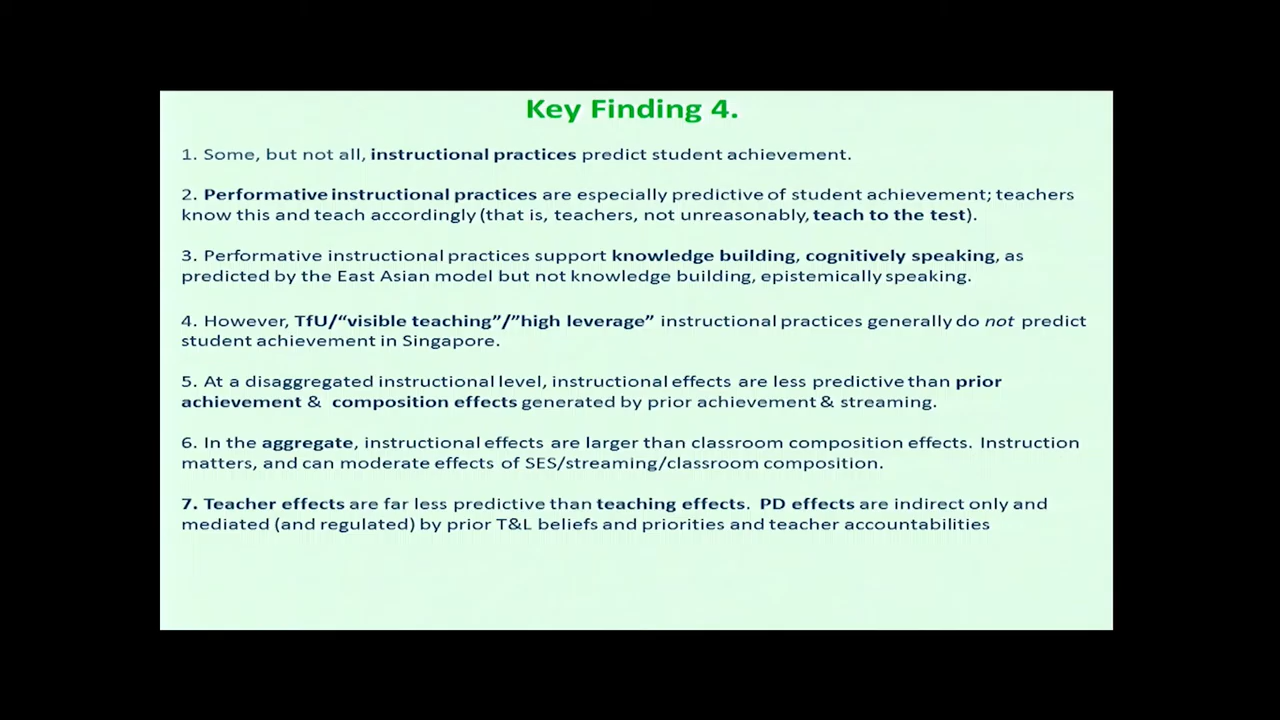 Key Finding 4.
1. Some, but not all, instructional practices predict student achievement.
2. Performative instructional practices are especially predictive of student achievement; teachers
know this and teach accordingly (that is, teachers, not unreasonably, teach to the test).
3. Performative instructional practices support knowledge building, cognitively speaking, as
predicted by the East Asian model but not knowledge building, epistemically speaking.
4. However, TfU/“visible teaching”/”high leverage” instructional practices generally do not predict
student achievement in Singapore.
5. At a disaggregated instructional level, instructional effects are less predictive than prior
achievement & composition effects generated by prior achievement & streaming.
6. In the aggregate, instructional effects are larger than classroom composition effects. Instruction
matters, and can moderate effects of SES/streaming/classroom composition.
7. Teacher effects are far less predictive than teaching effects. PD effects are indirect only and
mediated (and regulated) by prior T&L beliefs and priorities and teacher accountabilities